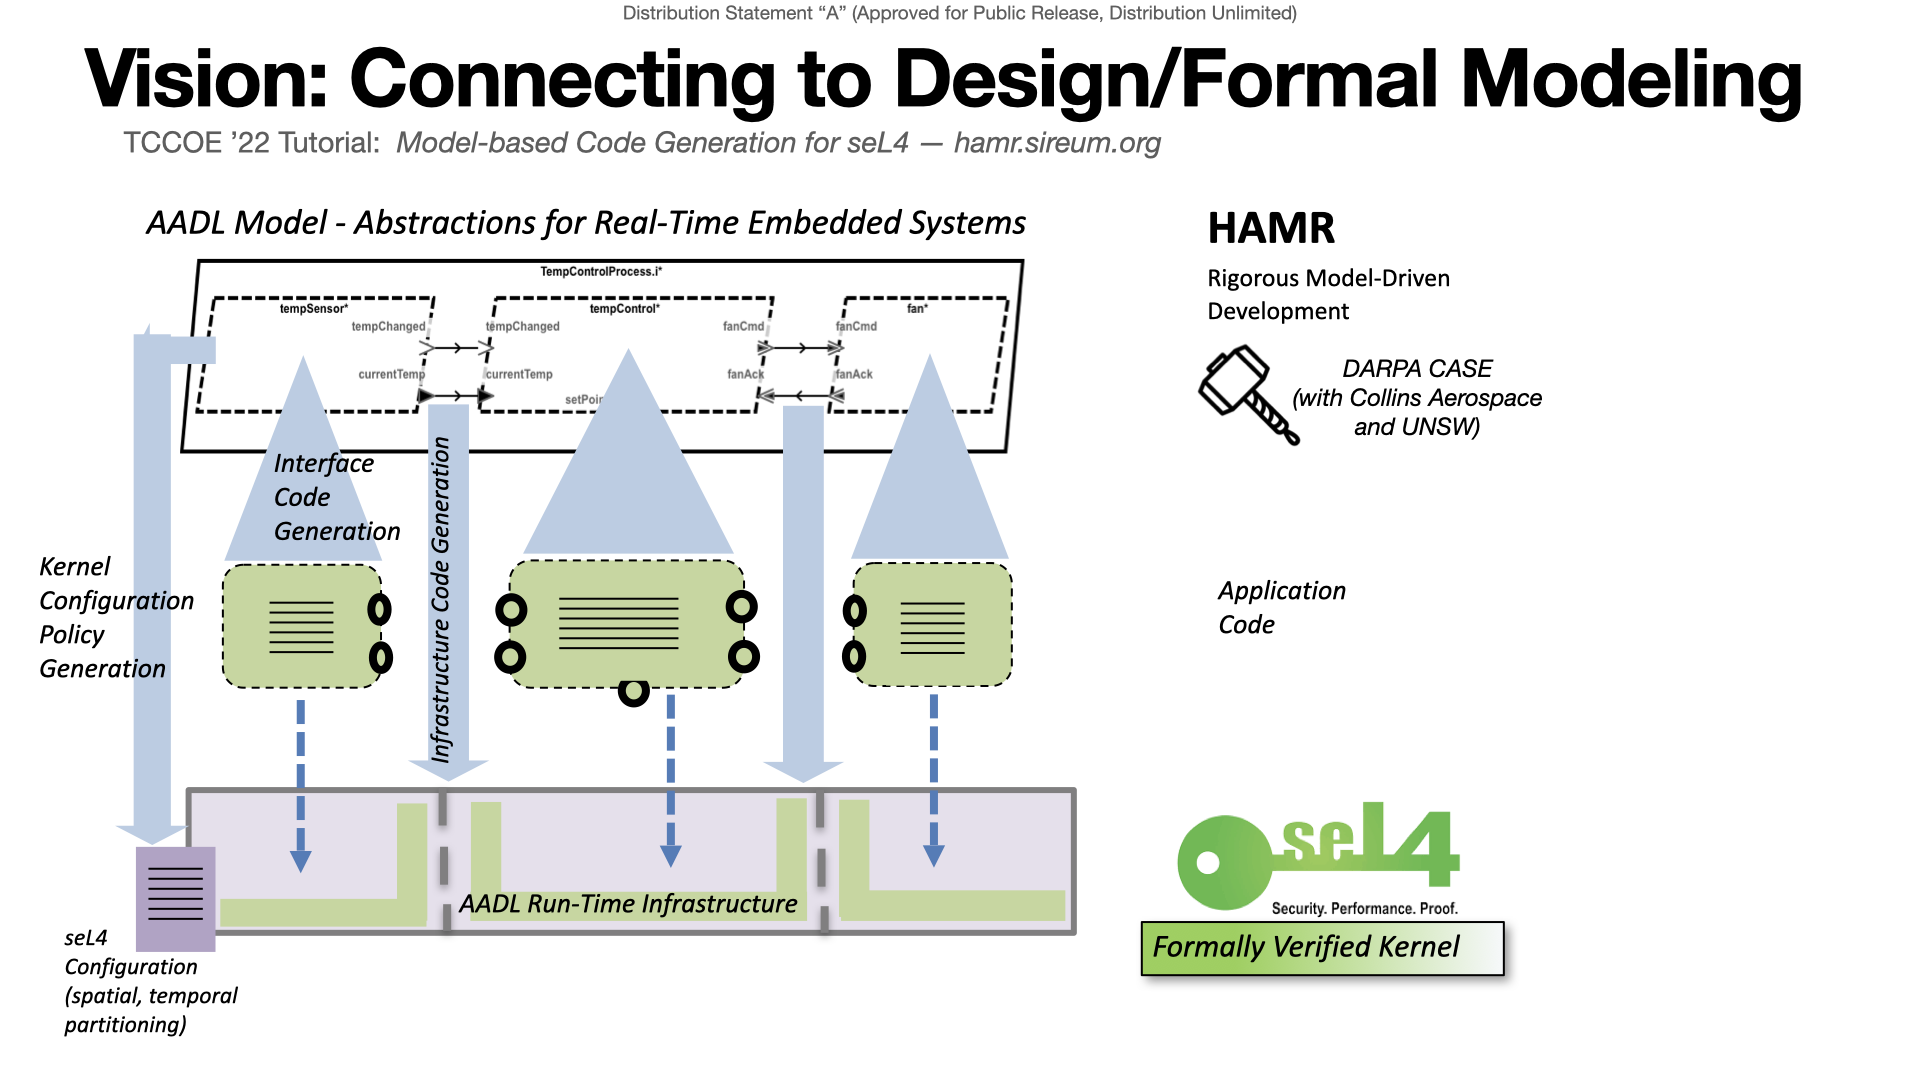 Distribution Statement “A” (Approved for Public Release, Distribution Unlimited)
Vision: Connecting to Design/Formal Modeling
TCCOE ’22 Tutorial: Model-based Code Generation for seL4 — hamr.sireum.org
AADL Model - Abstractions for Real-Time Embedded Systems
TempControlProcess.i*
tempSensor*
tempChanged
currentTemp
tempControl*
tempChanged
currentTemp
fanCmd
fanAck
fan*
fanCmd
fanAck
Interface
Code
Generation
Infrastructure Code Generation
Kernel
Configuration
Policy
Generation
AADL Run-Time Infrastructure
seL4
Configuration
(spatial, temporal
partitioning)
HAMR
Rigorous Model-Driven
Development
DARPA CASE
(with Collins Aerospace
and UNSW)
Application
Code
seL4
Security. Performance. Proof.
Formally Verified Kernel